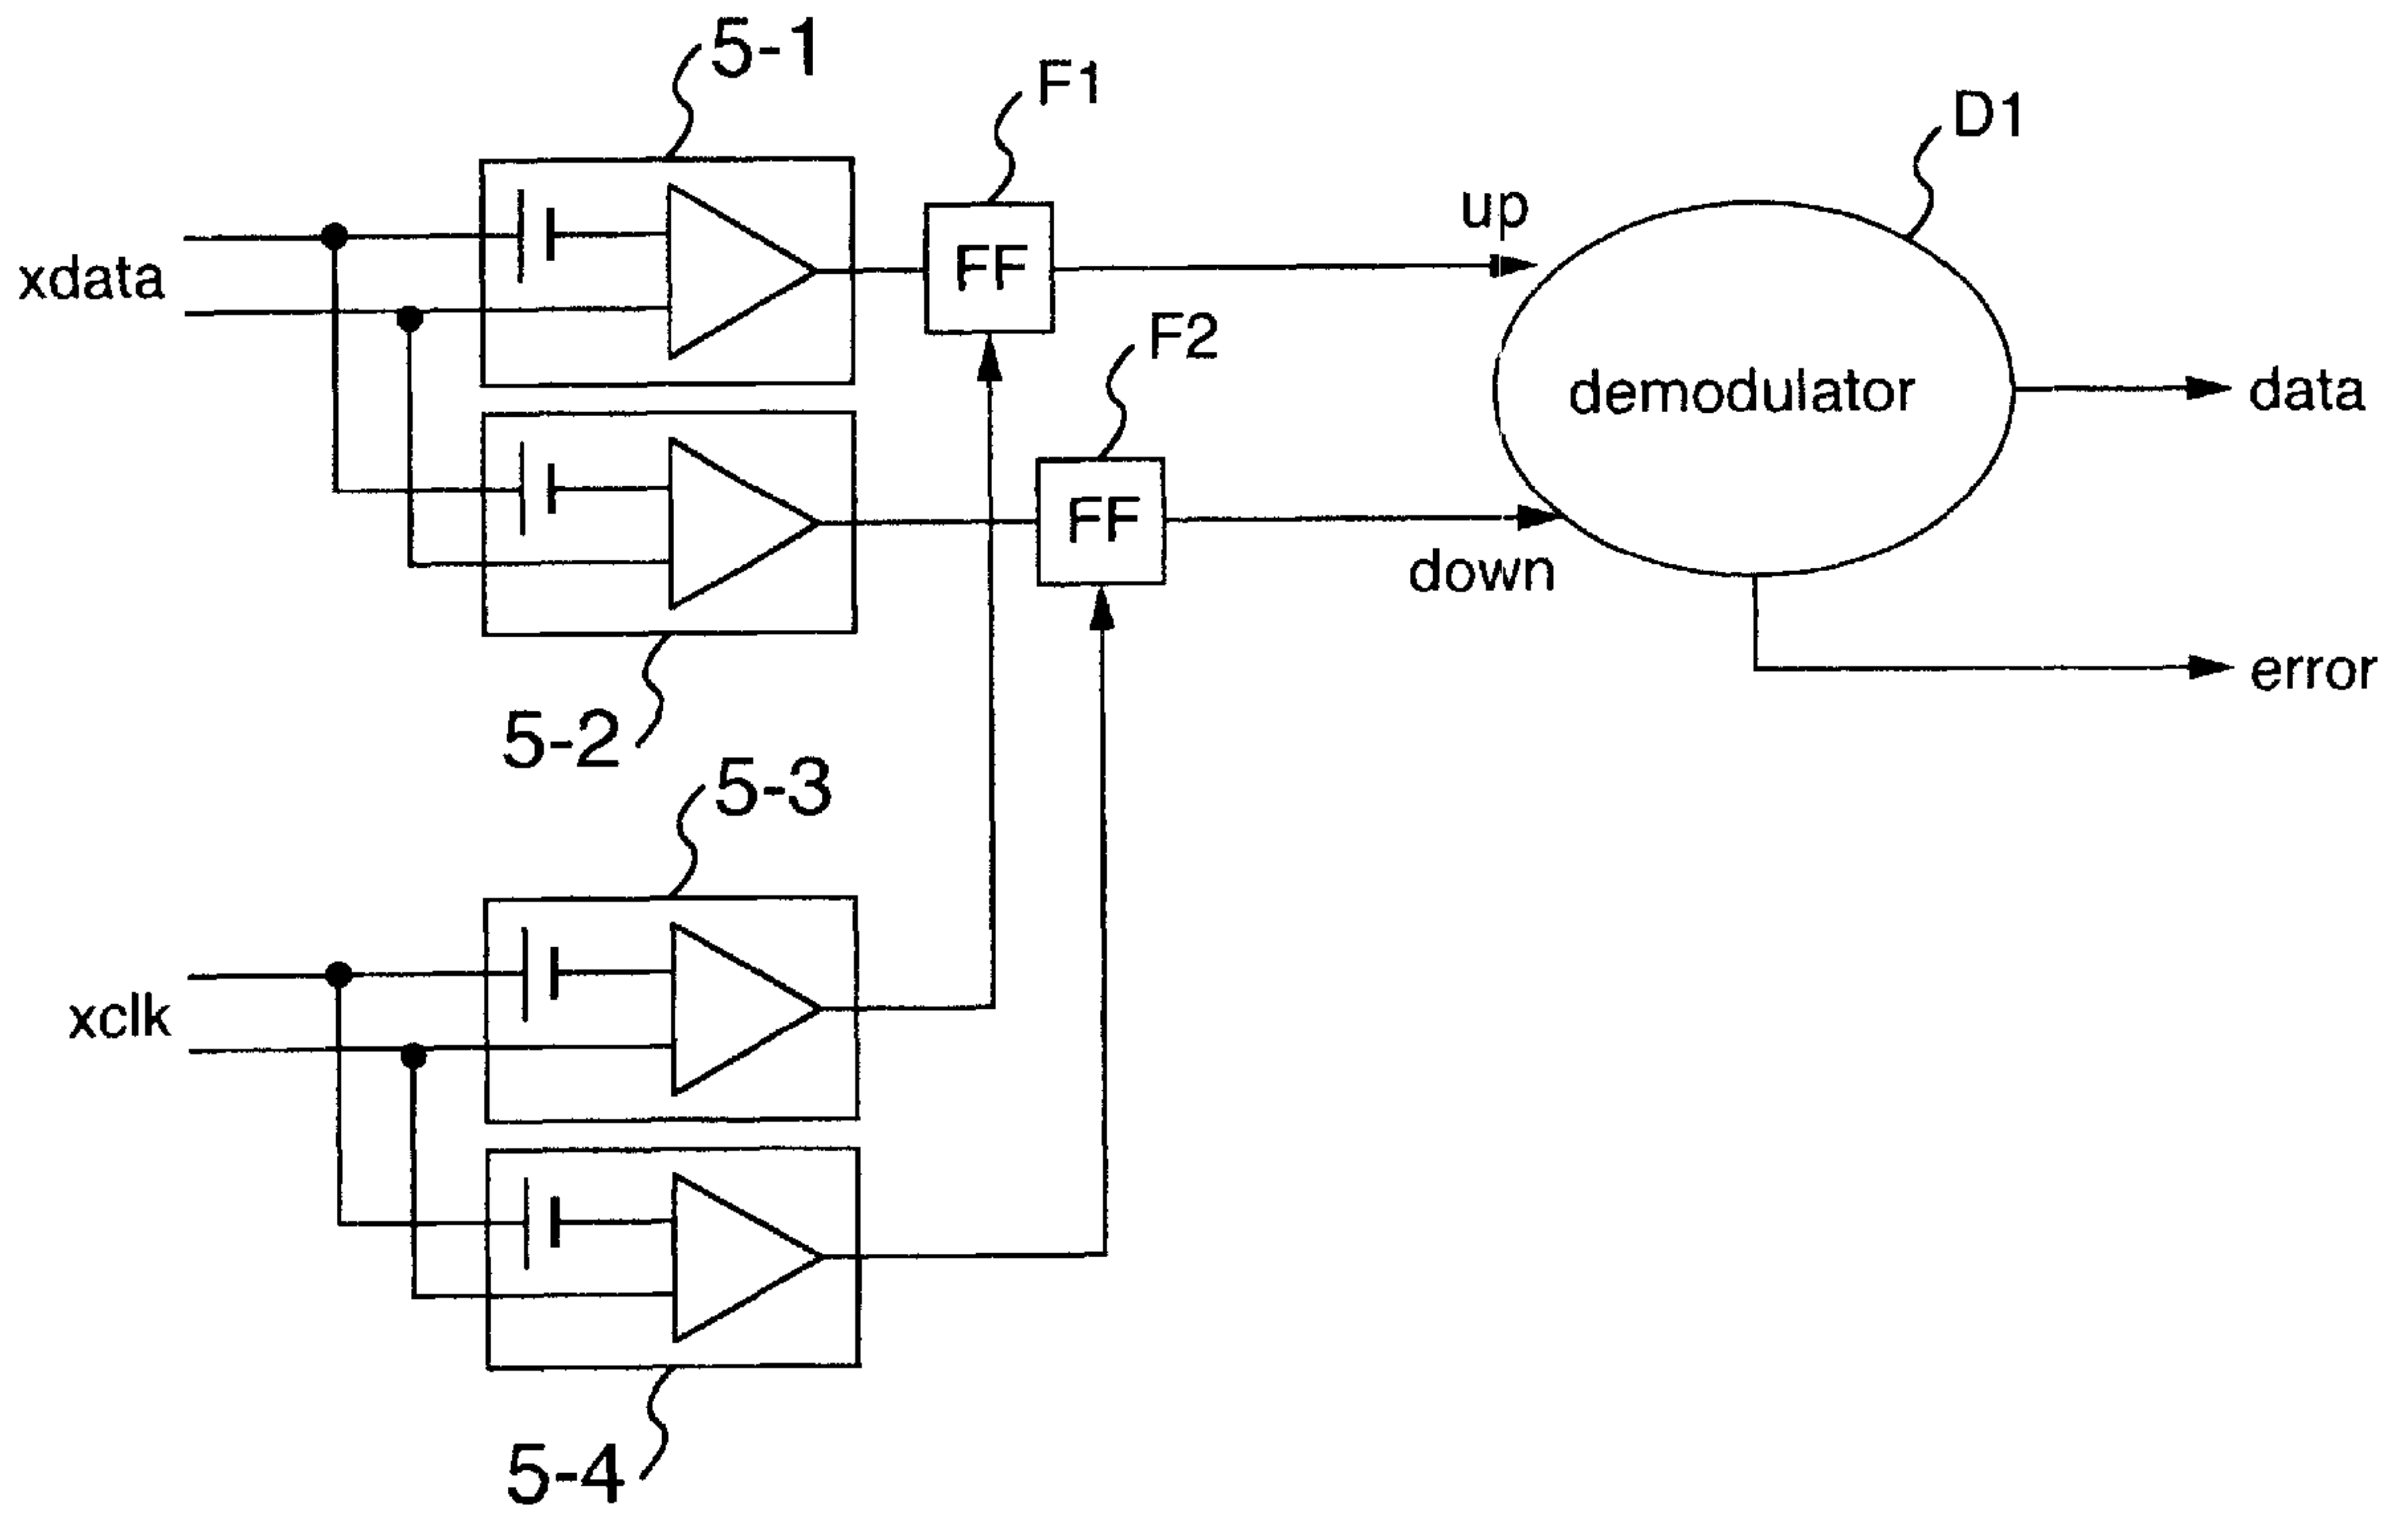 5-1
F1
D1
up
xdata
FF
F2
demodulator
data
FF
down
error
5-2
5-3
xclk
5-4